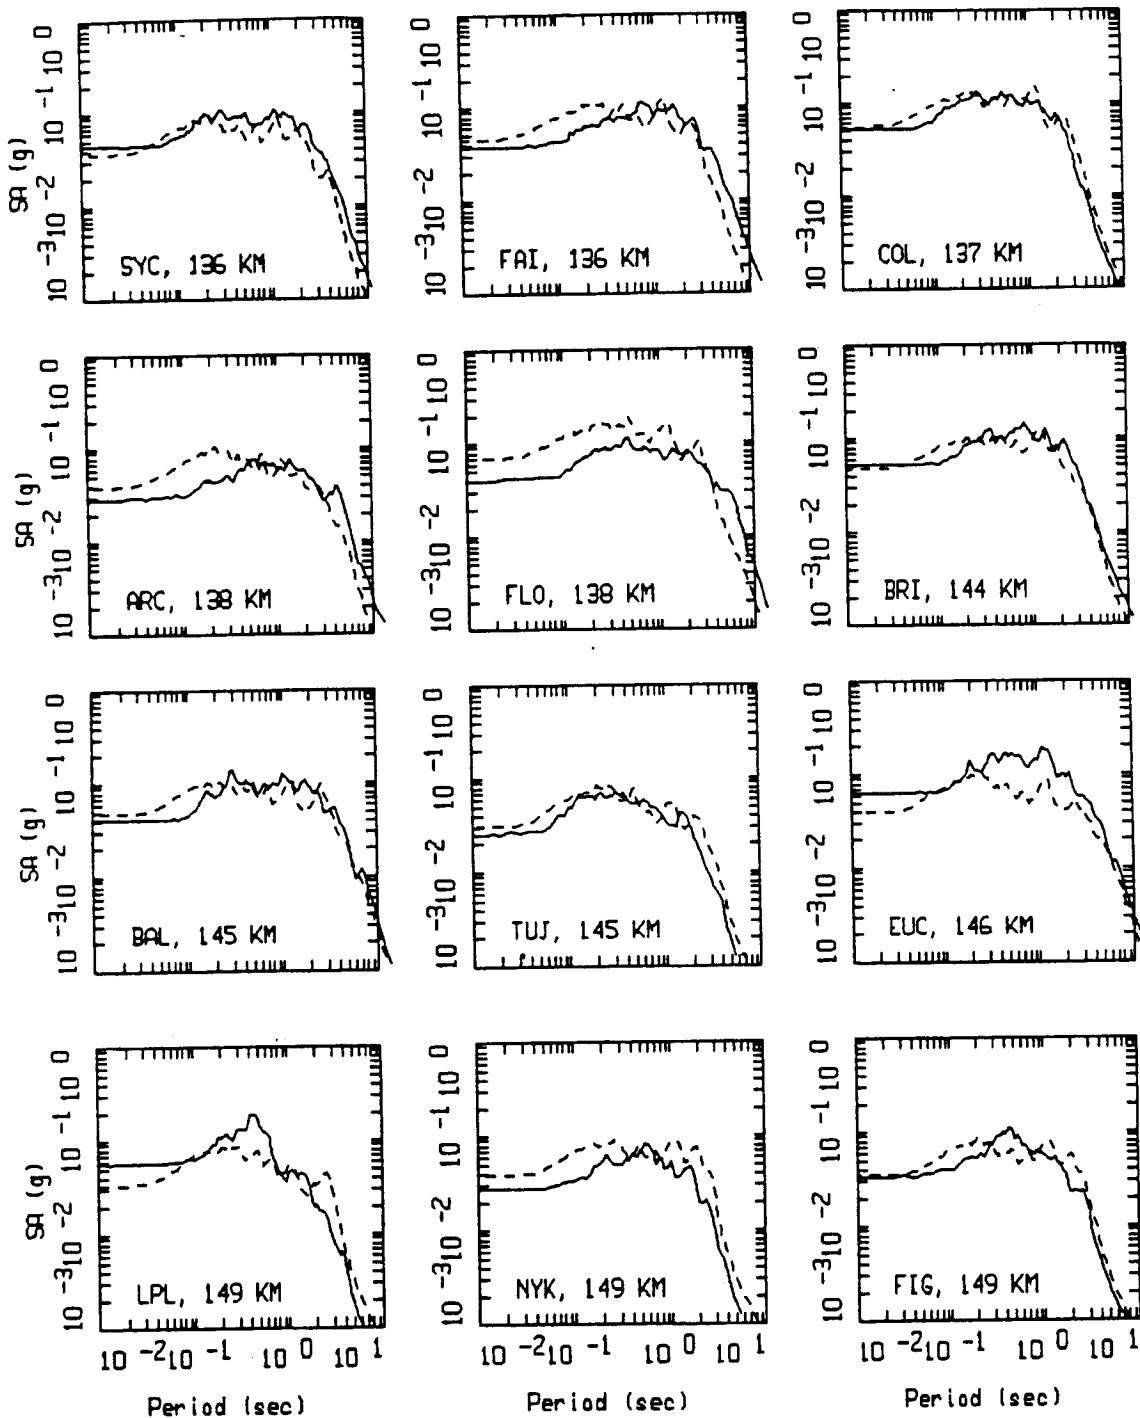 10 0
10 -1
10 -2
10 -3
SA (g)
SYC, 136 KM
10 0
10 -1
10 -2
10 -3
FAI, 136 KM
10 0
10 -1
10 -2
10 -3
COL, 137 KM
10 0
10 -1
10 -2
10 -3
SA (g)
ARC, 138 KM
10 0
10 -1
10 -2
10 -3
FLO, 138 KM
10 0
10 -1
10 -2
10 -3
BRI, 144 KM
10 0
10 -1
10 -2
10 -3
SA (g)
BAL, 145 KM
10 0
10 -1
10 -2
10 -3
TUJ, 145 KM
10 0
10 -1
10 -2
10 -3
EUC, 146 KM
10 0
10 -1
10 -2
10 -3
SA (g)
LPL, 149 KM
10 -2 10 -1 10 0 10 1
Period (sec)
10 0
10 -1
10 -2
10 -3
NYK, 149 KM
10 -2 10 -1 10 0 10 1
Period (sec)
10 0
10 -1
10 -2
10 -3
FIG, 149 KM
10 -2 10 -1 10 0 10 1
Period (sec)